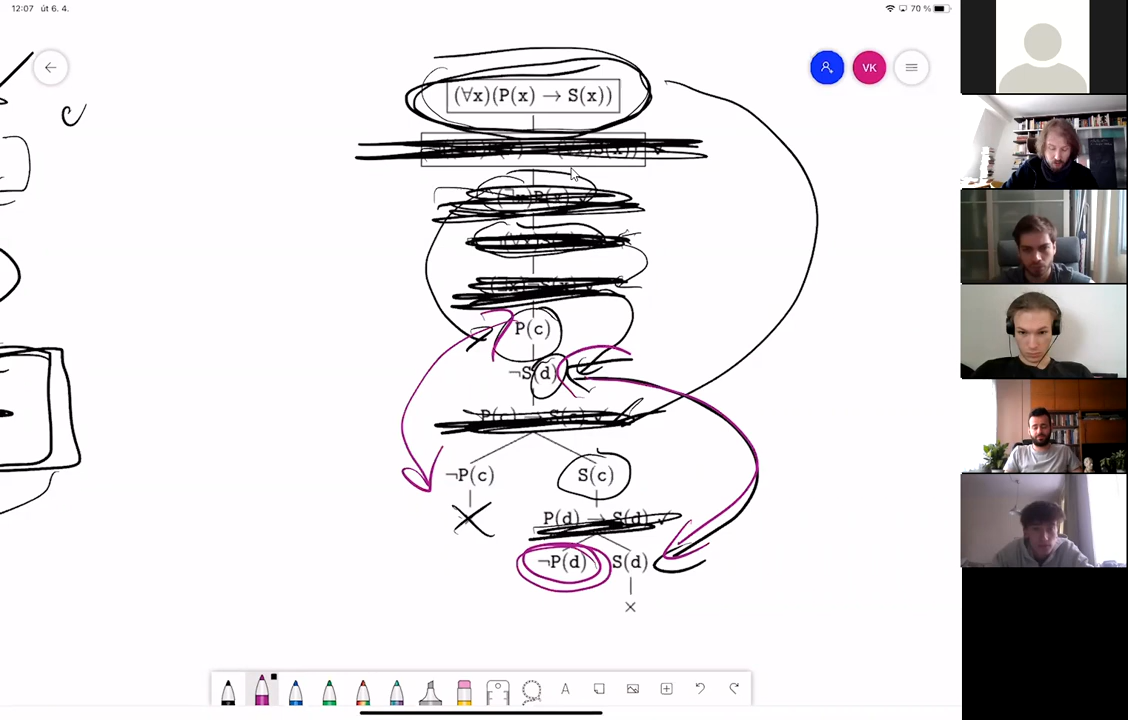 12:07 út 6. 4.
70 %
VK
(∀x)(P(x) → S(x))
P(c)
¬S(d)
P(c) → S(c) ✓
¬P(c) S(c)
P(d) → S(d) ✓
¬P(d) S(d)
×
A